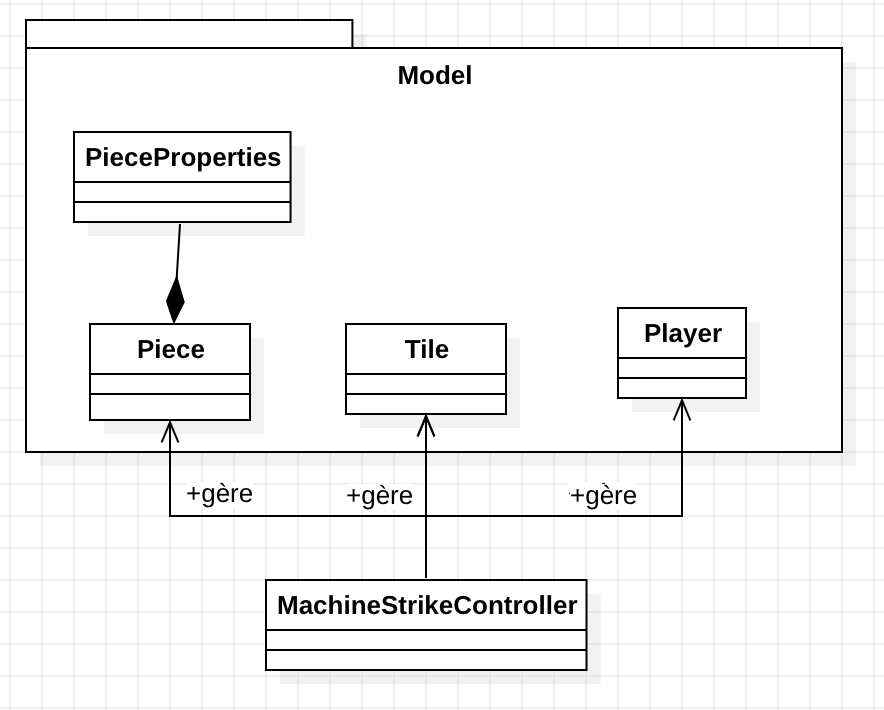 Model
PieceProperties
Piece
Tile
Player
+gère
+gère
+gère
MachineStrikeController